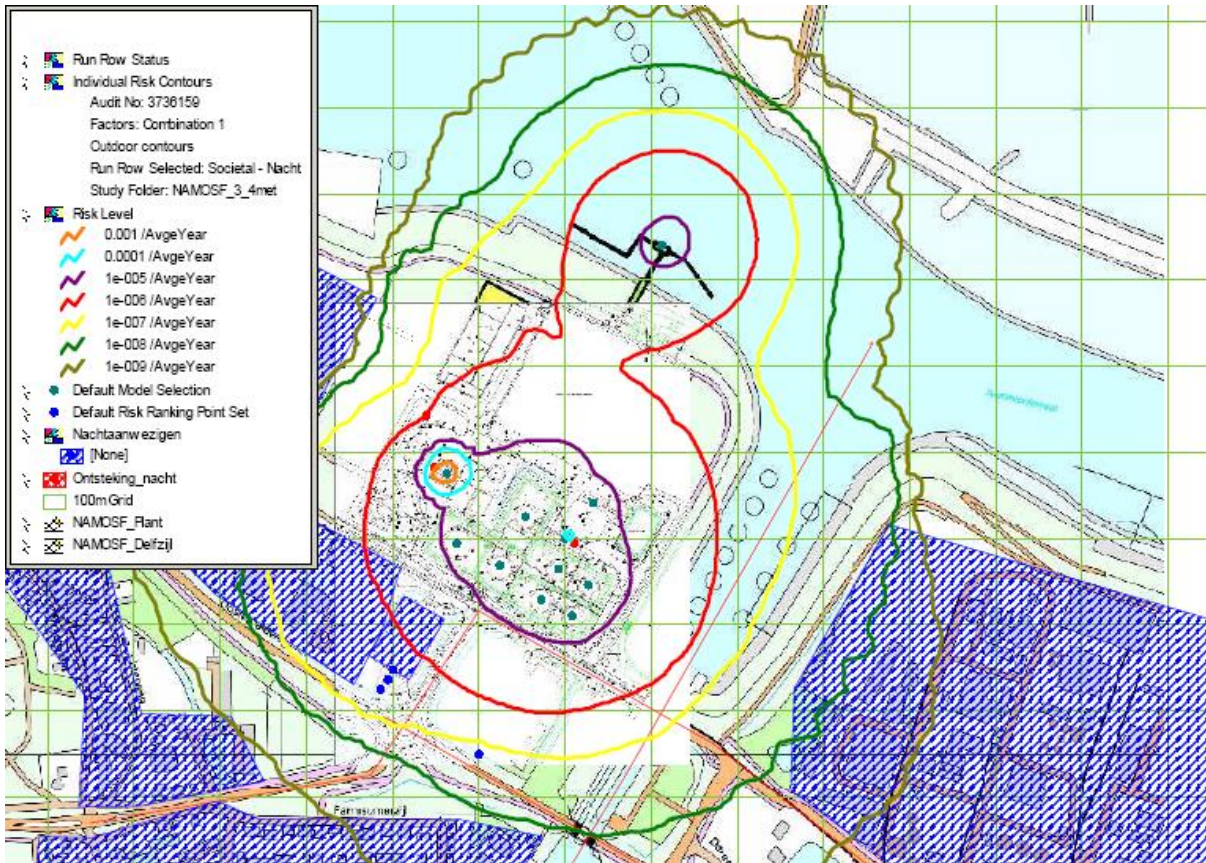 Run Row Status
Individual Risk Contours
Audit No: 3736159
Factors: Combination 1
Outdoor contours
Run Row Selected: Societal - Nacht
Study Folder: NAMOSF_3_4met
Risk Level
0.001 /AvgeYear
0.0001 /AvgeYear
1e-005 /AvgeYear
1e-006 /AvgeYear
1e-007 /AvgeYear
1e-008 /AvgeYear
1e-009 /AvgeYear
Default Model Selection
Default Risk Ranking Point Set
Nachtaanwezigen
[None]
Ontsteking_nacht
100m Grid
NAMOSF_Plant
NAMOSF_Delfzijl
Farmsumerzijl